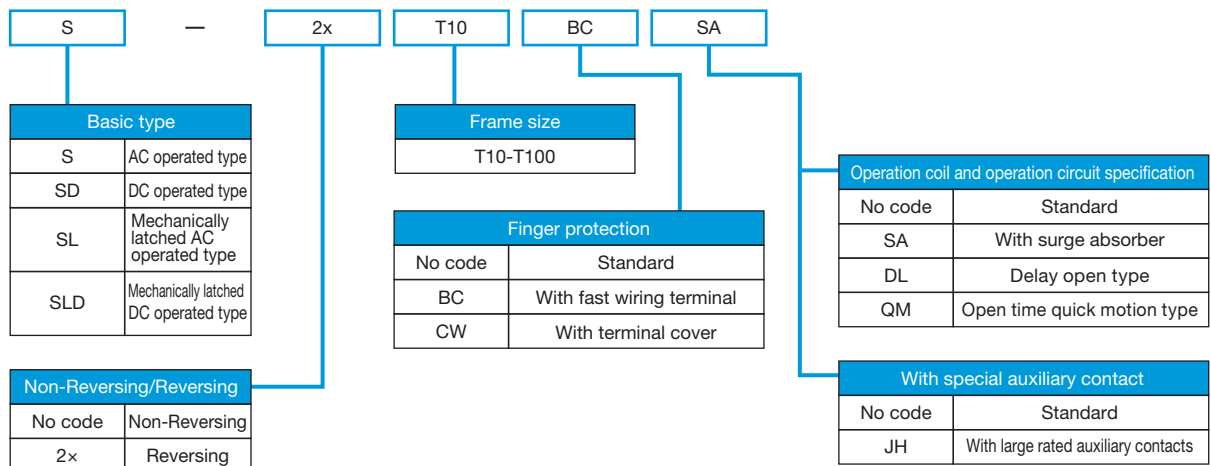 S — 2x T10 BC SA
Basic type
S AC operated type
SD DC operated type
SL Mechanically
latched AC
operated type
SLD Mechanically latched
DC operated type
Non-Reversing/Reversing
No code Non-Reversing
2× Reversing
Frame size
T10-T100
Finger protection
No code Standard
BC With fast wiring terminal
CW With terminal cover
Operation coil and operation circuit specification
No code Standard
SA With surge absorber
DL Delay open type
QM Open time quick motion type
With special auxiliary contact
No code Standard
JH With large rated auxiliary contacts